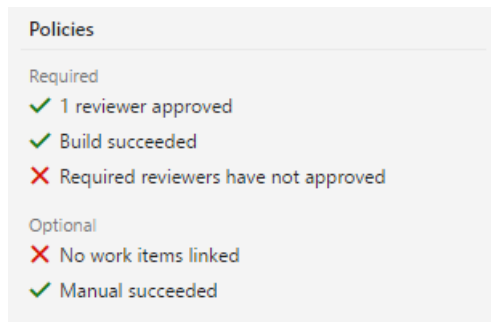 Policies
Required
1 reviewer approved
Build succeeded
Required reviewers have not approved
Optional
No work items linked
Manual succeeded